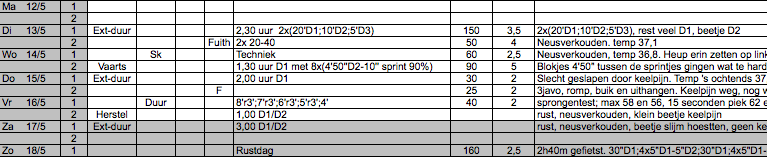 Ma 12/5 1
2
Di 13/5 1 Ext-duur 2,30 uur 2x(20'D1;10'D2;5'D3) 150 3,5 2x(20'D1;10'D2;5'D3), rest veel D1, beetje D2
2 Fuith 2x 20-40 50 4 Neusverkouden. temp 37,1
Wo 14/5 1 Sk Techniek 60 2,5 Neusverkouden, temp 36,8. Heup erin zetten op link
2 Vaarts 1,30 uur D1 met 8x(4'50"D2-10" sprint 90%) 90 5 Blokjes 4'50" tussen de sprintjes gingen wat te hard
Do 15/5 1 Ext-duur 2,00 uur D1 30 2 Slecht geslapen door keelpijn. Temp 's ochtends 37
2 F 25 2 3javo, romp, buik en uithangen. Keelpijn weg, nog v
Vr 16/5 1 Duur 8'r3';7'r3';6'r3';5'r3';4' 40 2 sprongentest; max 58 en 56, 15 seconden piek 62 e
2 Herstel 1,00 D1/D2 rust, neusverkouden, klein beetje keelpijn
Za 17/5 1 Ext-duur 3,00 D1/D2 rust, neusverkouden, beetje slijm hoestten, geen ke
2
Zo 18/5 1 Rustdag 160 2,5 2h40m gefietst. 30"D1;4x5"D1-5"D2;30"D1;4x5"D1-